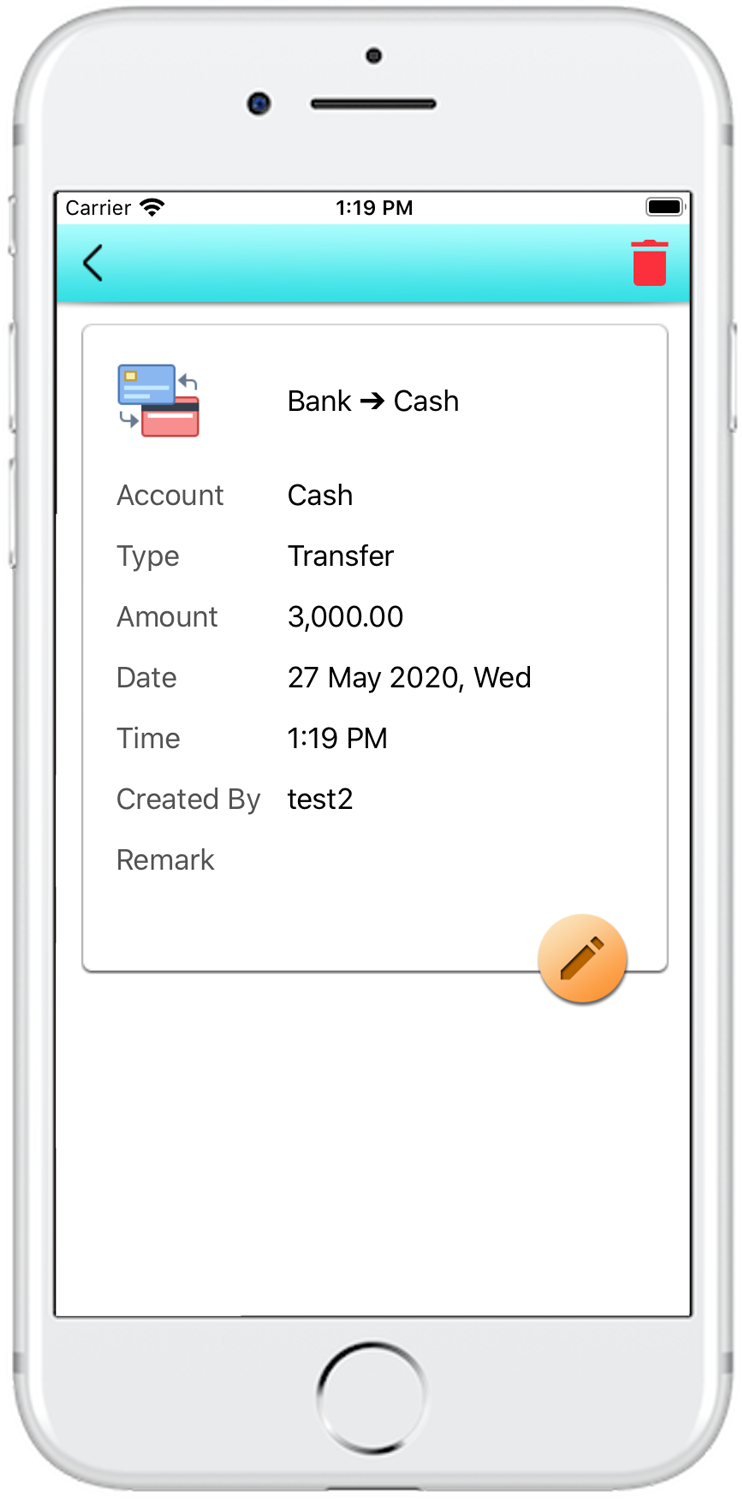 Carrier 1:19 PM
Bank ➔ Cash
Account Cash
Type Transfer
Amount 3,000.00
Date 27 May 2020, Wed
Time 1:19 PM
Created By test2
Remark